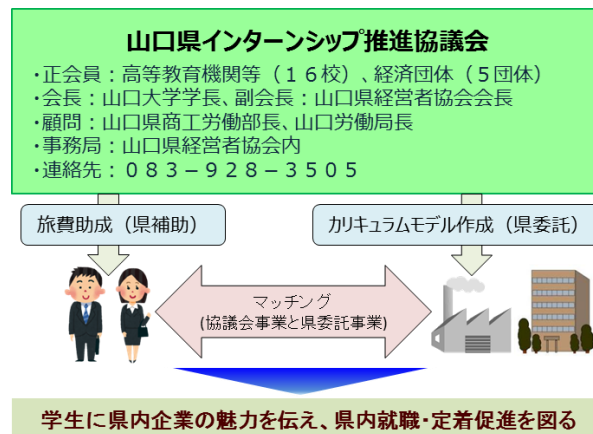 山口県インターンシップ推進協議会
・正会員：高等教育機関等（１６校）、経済団体（５団体）
・会長：山口大学学長、副会長：山口県経営者協会会長
・顧問：山口県商工労働部長、山口労働局長
・事務局：山口県経営者協会内
・連絡先：０８３－９２８－３５０５
旅費助成（県補助）
カリキュラムモデル作成（県委託）
マッチング
(協議会事業と県委託事業)
学生に県内企業の魅力を伝え、県内就職・定着促進を図る